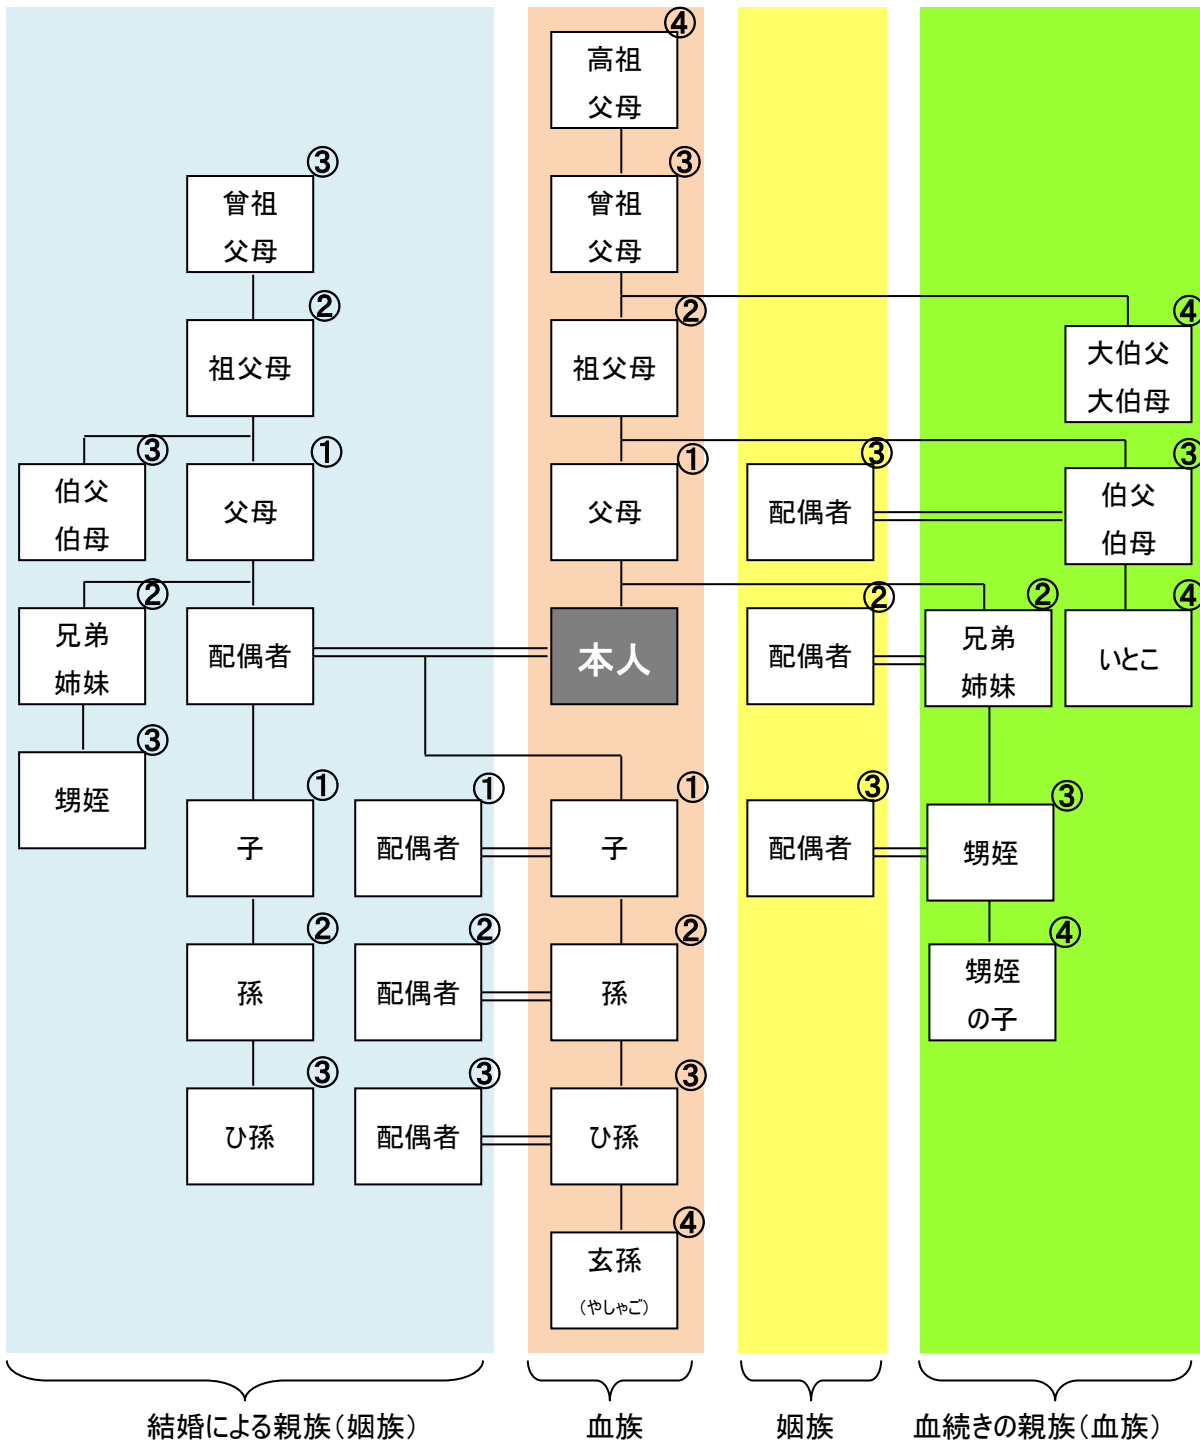 ④
高祖
父母
③
曾祖
父母
③
曾祖
父母
②
祖父母
②
祖父母
④
大伯父
大伯母
③
伯父
伯母
①
父母
①
父母
③
配偶者
③
伯父
伯母
②
兄弟
姉妹
配偶者
本人
②
配偶者
②
兄弟
姉妹
④
いとこ
③
甥姪
①
子
①
配偶者
①
子
③
配偶者
③
甥姪
②
孫
②
配偶者
②
孫
④
甥姪
の子
③
ひ孫
③
配偶者
③
ひ孫
④
玄孫
(やしゃご)
結婚による親族(姻族)
血族
姻族
血続きの親族(血族)